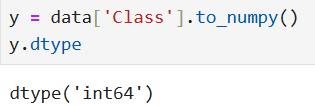 y = data['Class'].to_numpy()
y.dtype
dtype('int64')